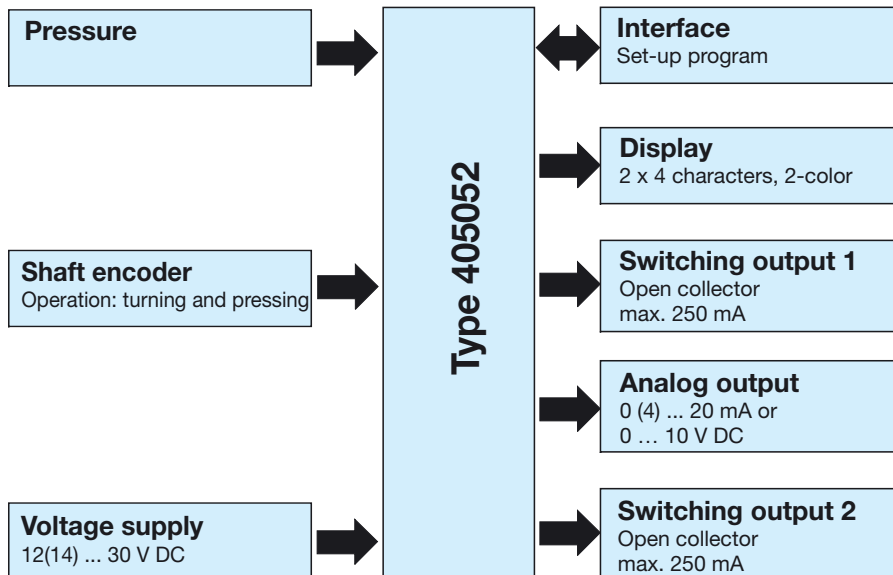 Pressure
Shaft encoder
Operation: turning and pressing
Voltage supply
12(14) ... 30 V DC
Type 405052
Interface
Set-up program
Display
2 x 4 characters, 2-color
Switching output 1
Open collector
max. 250 mA
Analog output
0 (4) ... 20 mA or
0 … 10 V DC
Switching output 2
Open collector
max. 250 mA